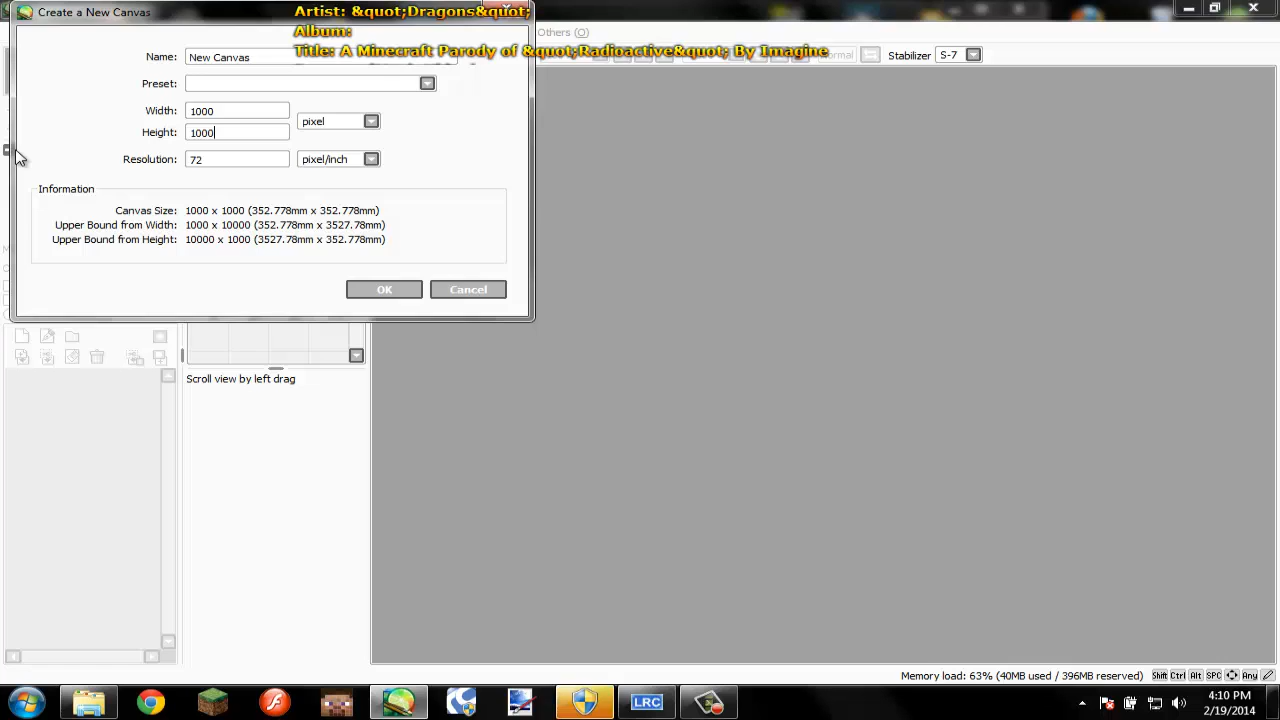 Create a New Canvas
Artist: &quot;Dragons&quot;
Album:
Title: A Minecraft Parody of &quot;Radioactive&quot; By Imagine
Others (O)
Stabilizer S-7
Name: New Canvas
Preset:
Width: 1000
pixel
Height: 1000
Resolution: 72 pixel/inch
Information
Canvas Size: 1000 x 1000 (352.778mm x 352.778mm)
Upper Bound from Width: 1000 x 10000 (352.778mm x 3527.78mm)
Upper Bound from Height: 10000 x 1000 (3527.78mm x 352.778mm)
OK Cancel
Scroll view by left drag
Memory load: 63% (40MB used / 396MB reserved) Shift Ctrl Alt SPC Any
LRC
4:10 PM
2/19/2014